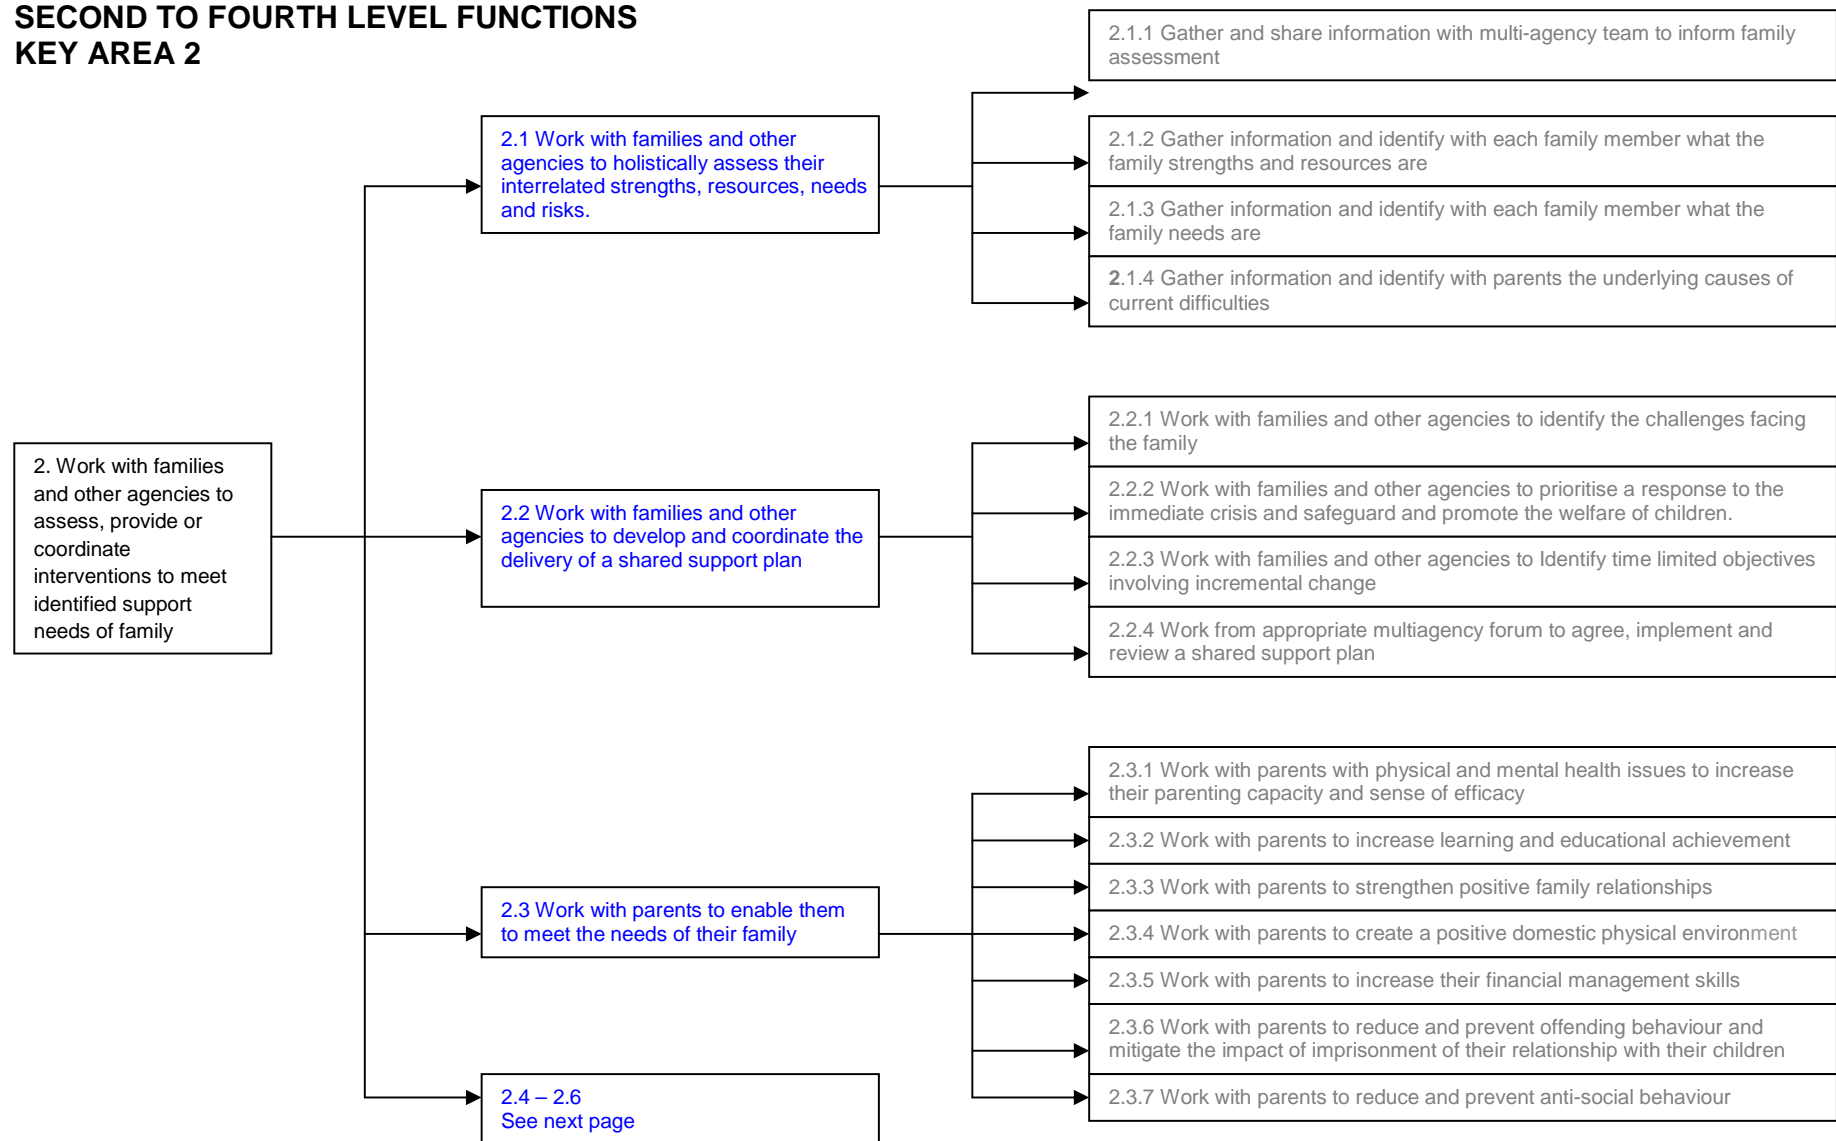 SECOND TO FOURTH LEVEL FUNCTIONS
KEY AREA 2
2. Work with families
and other agencies to
assess, provide or
coordinate
interventions to meet
identified support
needs of family
2.1 Work with families and other
agencies to holistically assess their
interrelated strengths, resources, needs
and risks.
2.1.1 Gather and share information with multi-agency team to inform family
assessment
2.1.2 Gather information and identify with each family member what the
family strengths and resources are
2.1.3 Gather information and identify with each family member what the
family needs are
2.1.4 Gather information and identify with parents the underlying causes of
current difficulties
2.2 Work with families and other
agencies to develop and coordinate the
delivery of a shared support plan
2.2.1 Work with families and other agencies to identify the challenges facing
the family
2.2.2 Work with families and other agencies to prioritise a response to the
immediate crisis and safeguard and promote the welfare of children.
2.2.3 Work with families and other agencies to Identify time limited objectives
involving incremental change
2.2.4 Work from appropriate multiagency forum to agree, implement and
review a shared support plan
2.3 Work with parents to enable them
to meet the needs of their family
2.3.1 Work with parents with physical and mental health issues to increase
their parenting capacity and sense of efficacy
2.3.2 Work with parents to increase learning and educational achievement
2.3.3 Work with parents to strengthen positive family relationships
2.3.4 Work with parents to create a positive domestic physical environment
2.3.5 Work with parents to increase their financial management skills
2.3.6 Work with parents to reduce and prevent offending behaviour and
mitigate the impact of imprisonment of their relationship with their children
2.3.7 Work with parents to reduce and prevent anti-social behaviour
2.4 – 2.6
See next page